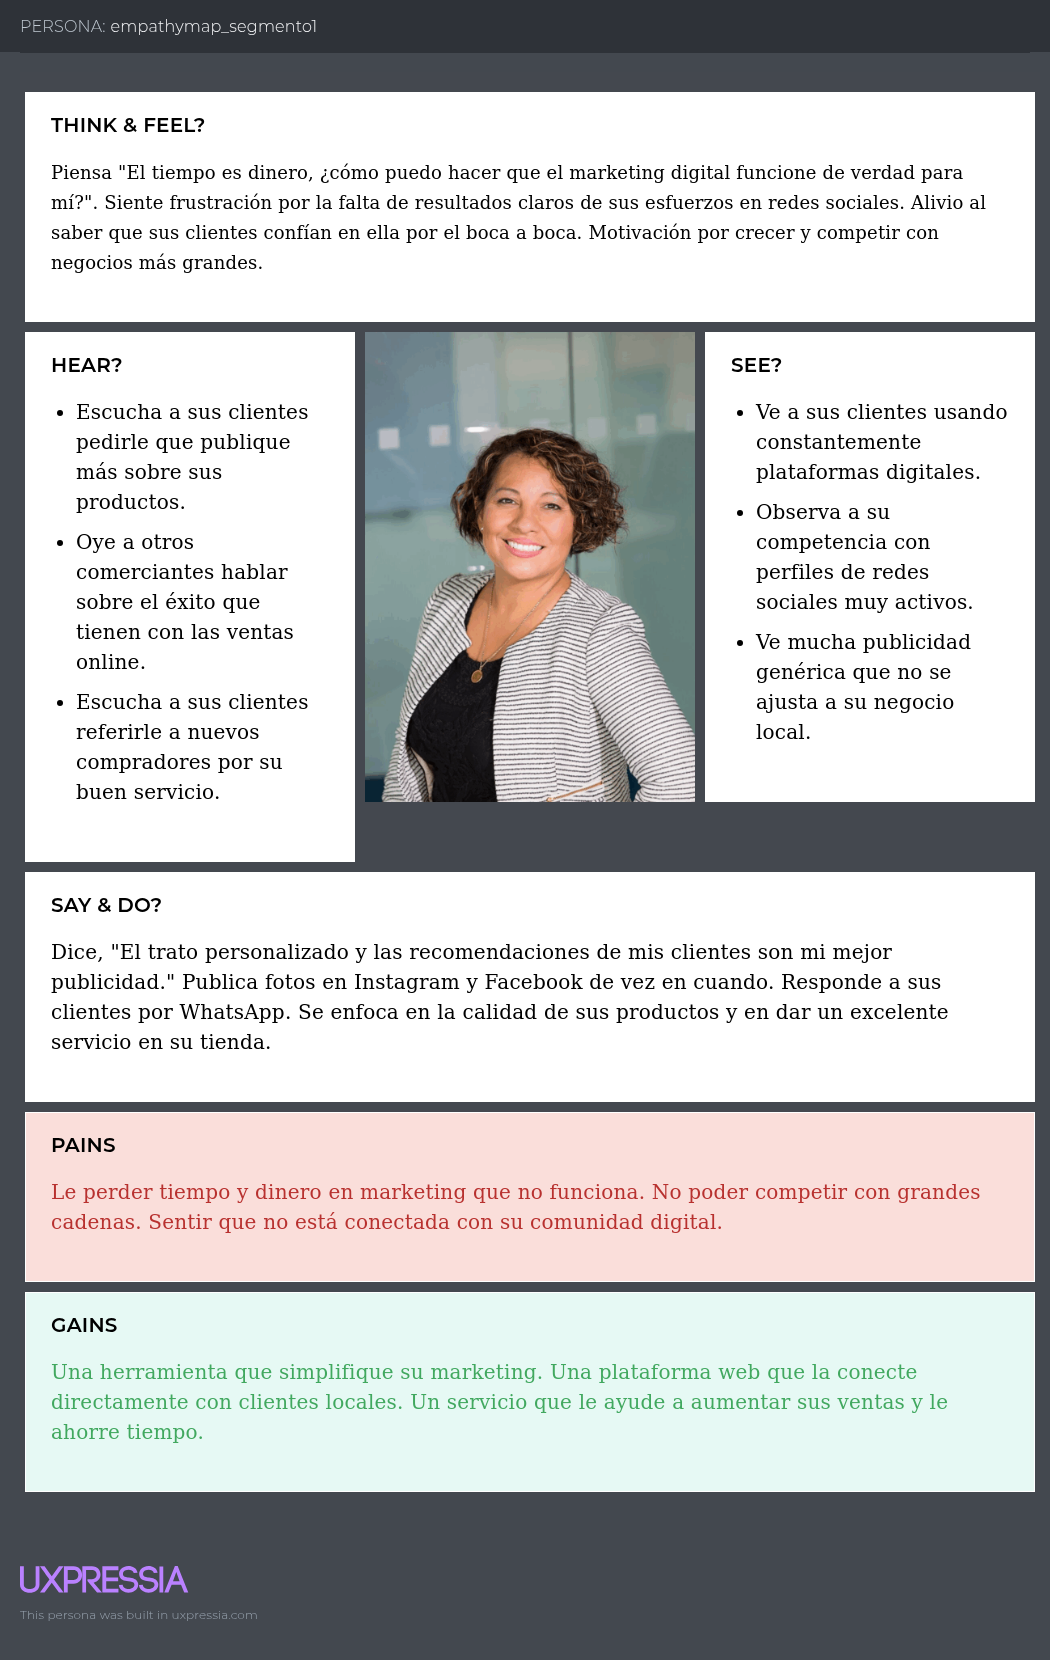 PERSONA: empathymap_segmento1
THINK & FEEL?
Piensa "El tiempo es dinero, ¿cómo puedo hacer que el marketing digital funcione de verdad para
mí?". Siente frustración por la falta de resultados claros de sus esfuerzos en redes sociales. Alivio al
saber que sus clientes confían en ella por el boca a boca. Motivación por crecer y competir con
negocios más grandes.
HEAR?
• Escucha a sus clientes
pedirle que publique
más sobre sus
productos.
• Oye a otros
comerciantes hablar
sobre el éxito que
tienen con las ventas
online.
• Escucha a sus clientes
referirle a nuevos
compradores por su
buen servicio.
SEE?
• Ve a sus clientes usando
constantemente
plataformas digitales.
• Observa a su
competencia con
perfiles de redes
sociales muy activos.
• Ve mucha publicidad
genérica que no se
ajusta a su negocio
local.
SAY & DO?
Dice, "El trato personalizado y las recomendaciones de mis clientes son mi mejor
publicidad." Publica fotos en Instagram y Facebook de vez en cuando. Responde a sus
clientes por WhatsApp. Se enfoca en la calidad de sus productos y en dar un excelente
servicio en su tienda.
PAINS
Le perder tiempo y dinero en marketing que no funciona. No poder competir con grandes
cadenas. Sentir que no está conectada con su comunidad digital.
GAINS
Una herramienta que simplifique su marketing. Una plataforma web que la conecte
directamente con clientes locales. Un servicio que le ayude a aumentar sus ventas y le
ahorre tiempo.
UXPRESSIA
This persona was built in uxpressia.com